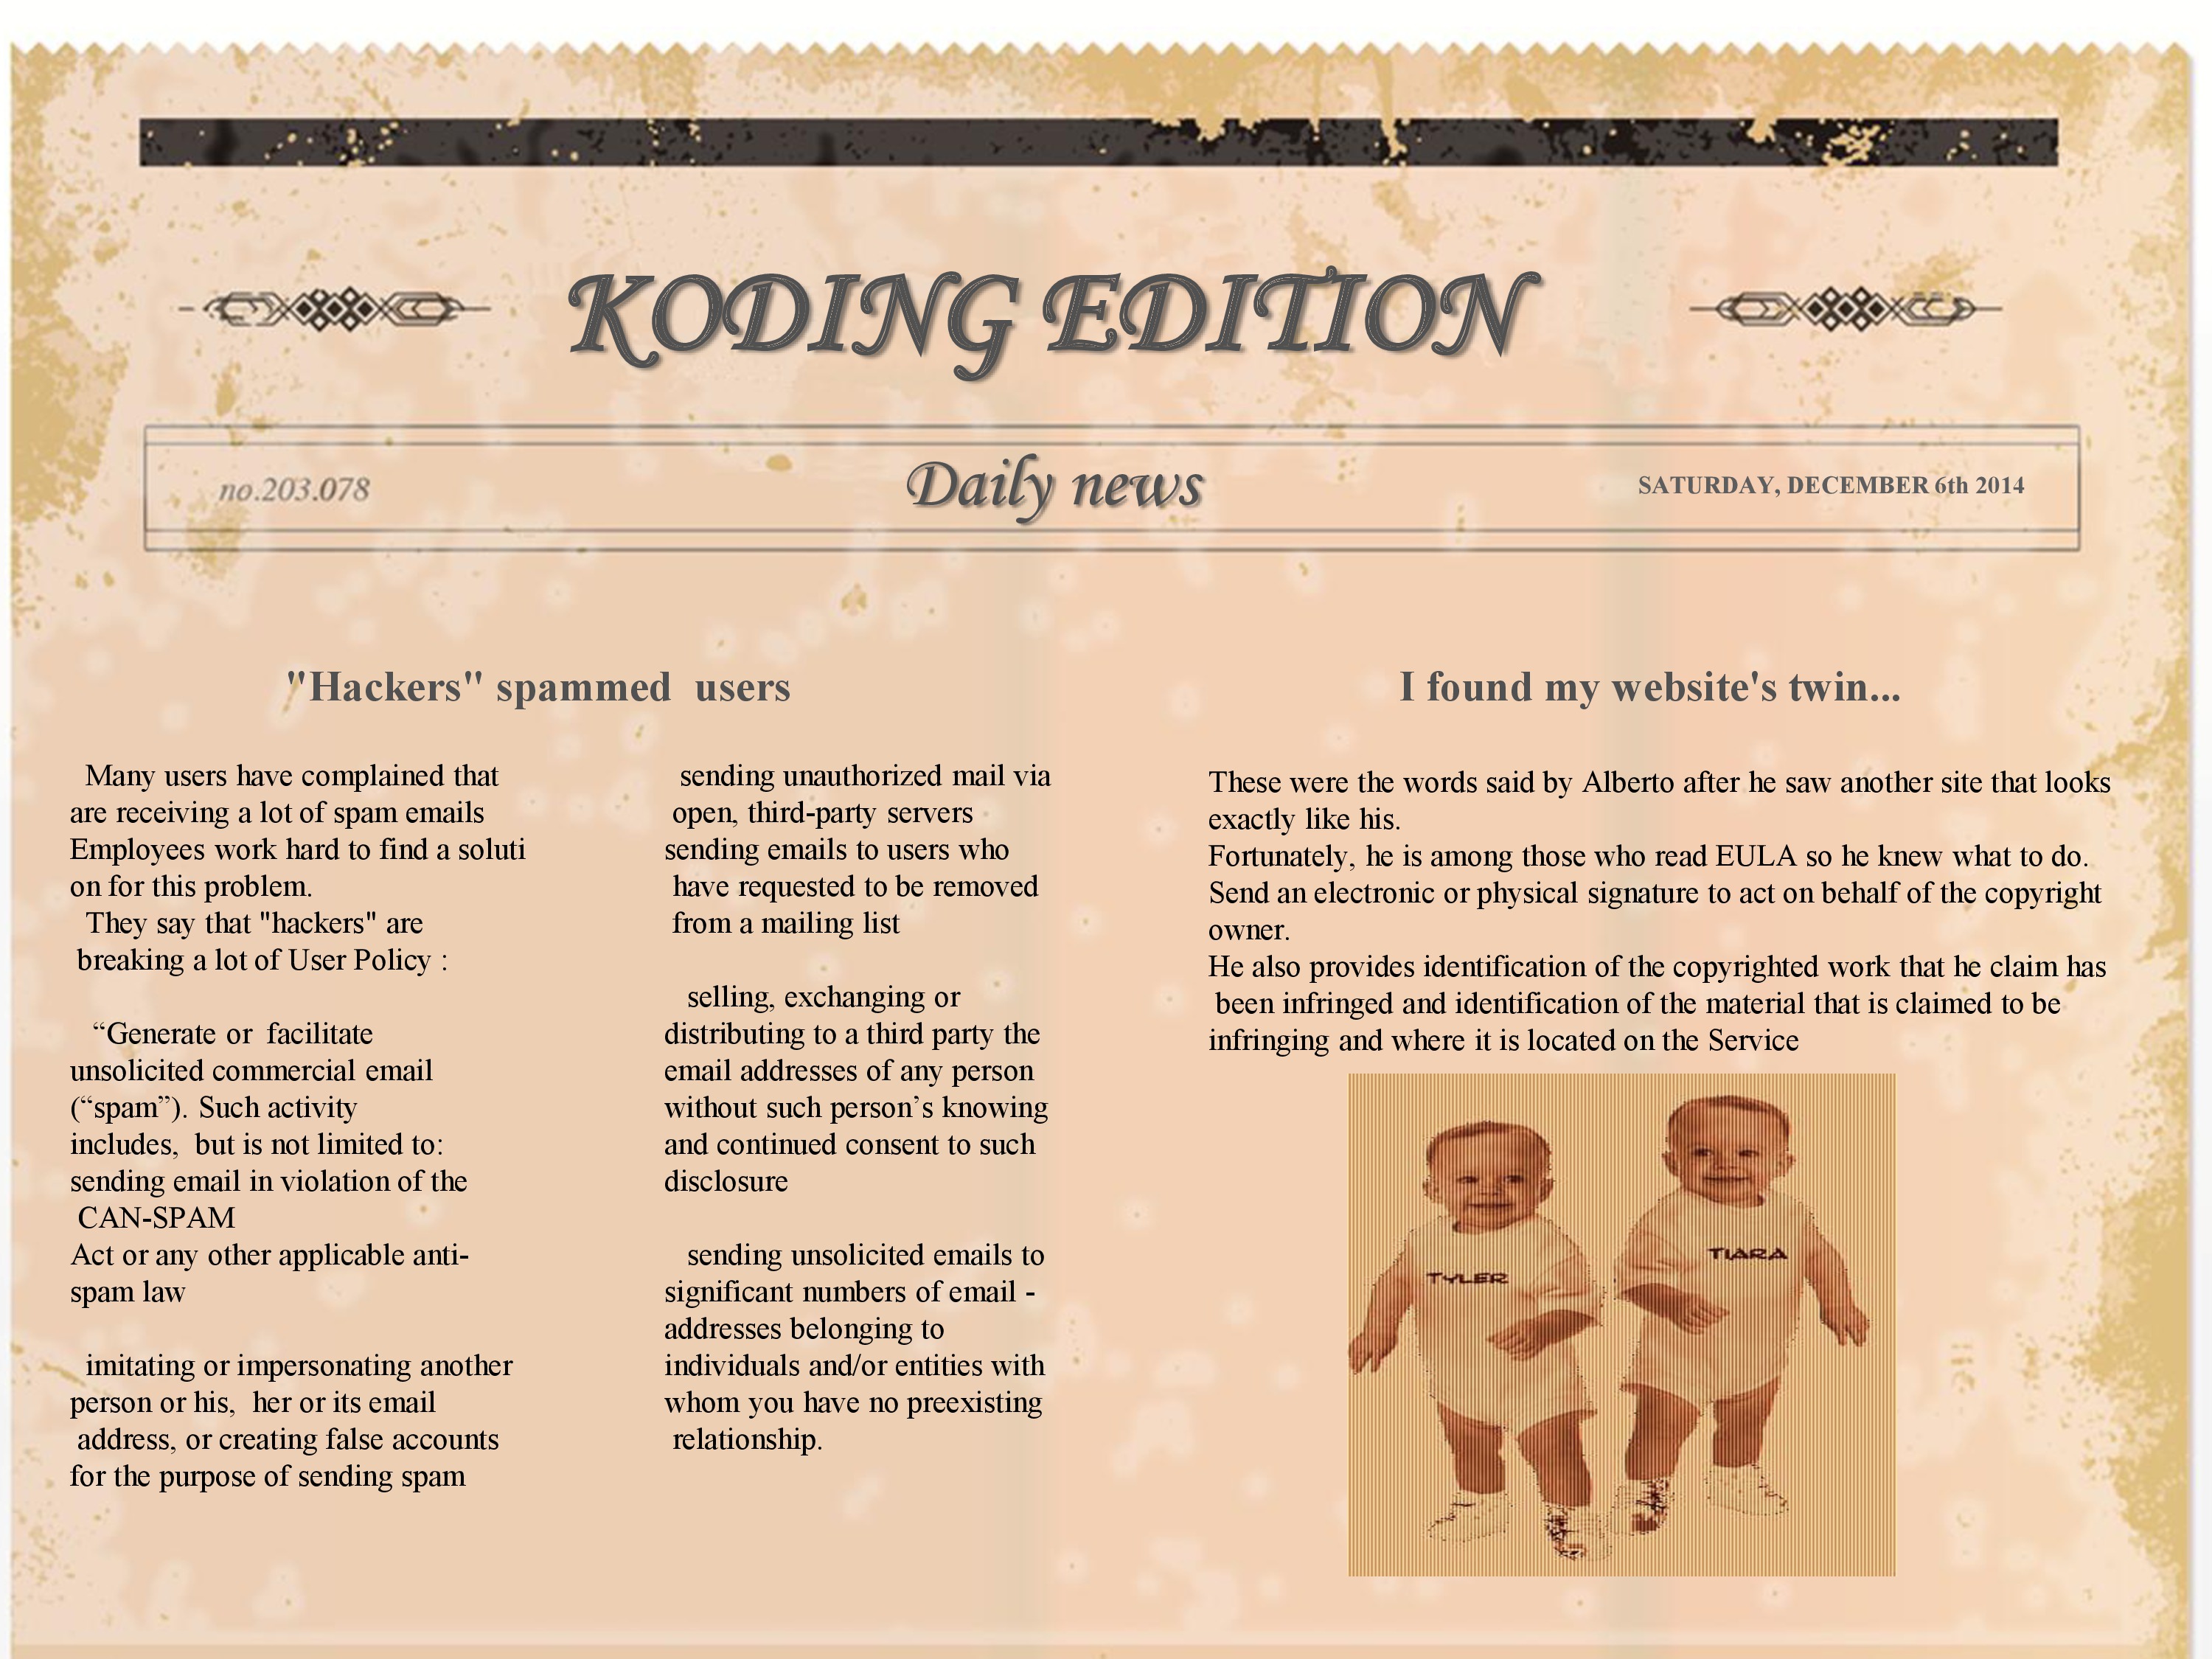 KODING EDITION
no.203.078
Daily news
SATURDAY, DECEMBER 6th 2014
"Hackers" spammed  users
Many users have complained that
are receiving a lot of spam emails
Employees work hard to find a soluti
on for this problem.
They say that "hackers" are
breaking a lot of User Policy :
“Generate or  facilitate
unsolicited commercial email
(“spam”). Such activity
includes,  but is not limited to:
sending email in violation of the
CAN-SPAM
Act or any other applicable anti-
spam law
imitating or impersonating another
person or his,  her or its email
address, or creating false accounts
for the purpose of sending spam
sending unauthorized mail via
open, third-party servers
sending emails to users who
have requested to be removed
from a mailing list
selling, exchanging or
distributing to a third party the
email addresses of any person
without such person’s knowing
and continued consent to such
disclosure
sending unsolicited emails to
significant numbers of email -
addresses belonging to
individuals and/or entities with
whom you have no preexisting
relationship.
I found my website's twin...
These were the words said by Alberto after he saw another site that looks
exactly like his.
Fortunately, he is among those who read EULA so he knew what to do.
Send an electronic or physical signature to act on behalf of the copyright
owner.
He also provides identification of the copyrighted work that he claim has
been infringed and identification of the material that is claimed to be
infringing and where it is located on the Service
TYLER
TIARA